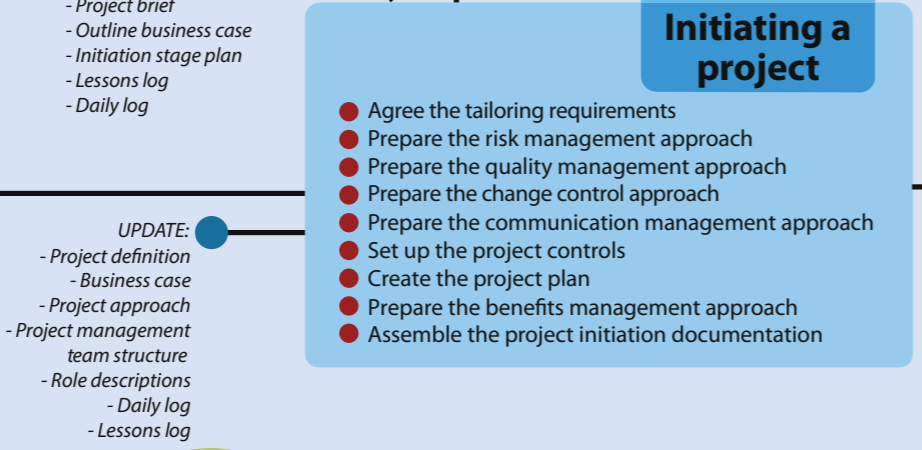 - Project brief
- Outline business case
- Initiation stage plan
- Lessons log
- Daily log
Initiating a
project
Agree the tailoring requirements
Prepare the risk management approach
Prepare the quality management approach
Prepare the change control approach
Prepare the communication management approach
Set up the project controls
Create the project plan
Prepare the benefits management approach
Assemble the project initiation documentation
UPDATE:
- Project definition
- Business case
- Project approach
- Project management
team structure
- Role descriptions
- Daily log
- Lessons log